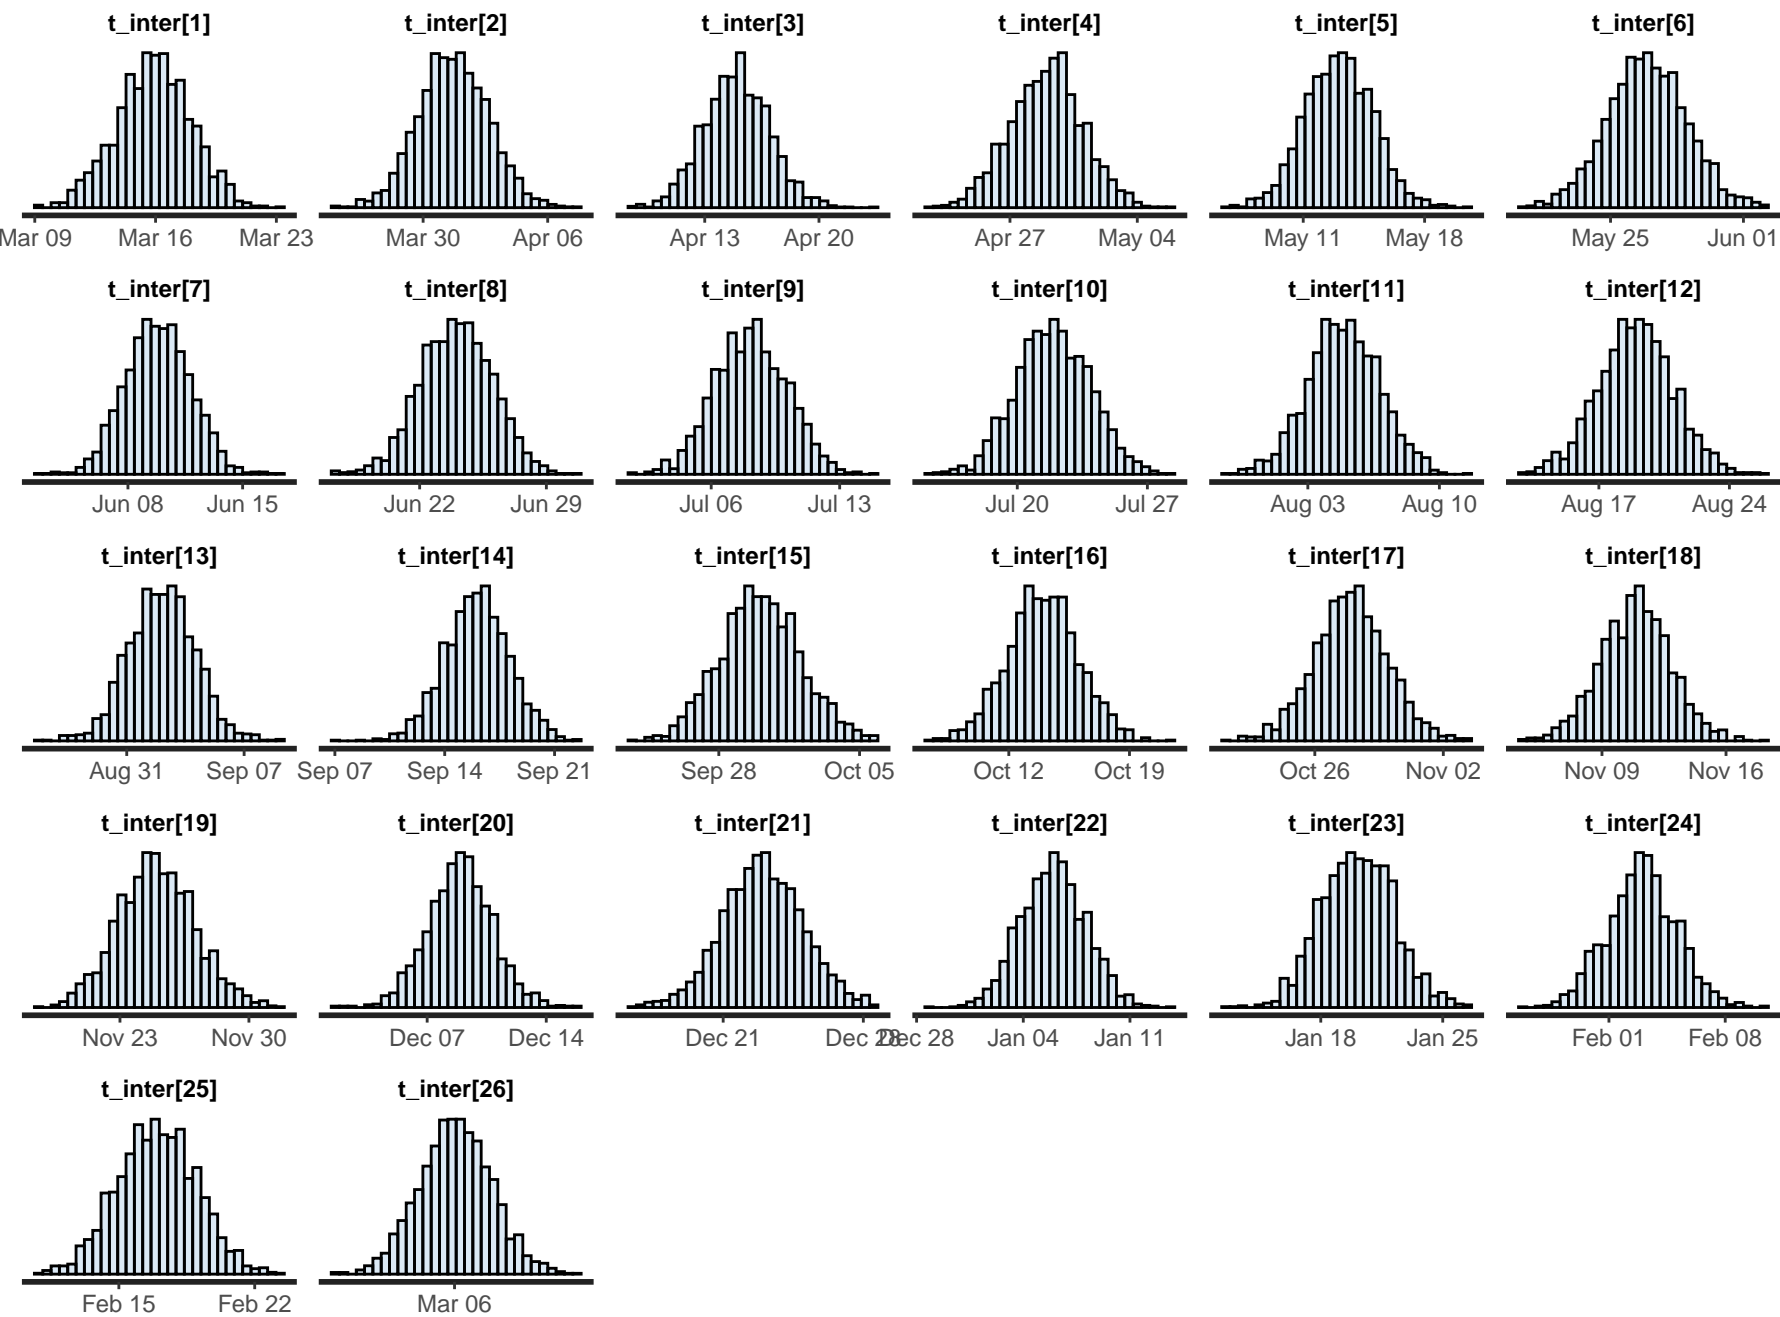 t_inter[1] t_inter[2] t_inter[3] t_inter[4] t_inter[5] t_inter[6]
Mar 09 Mar 16 Mar 23 Mar 30 Apr 06 Apr 13 Apr 20 Apr 27 May 04 May 11 May 18 May 25 Jun 01
t_inter[7] t_inter[8] t_inter[9] t_inter[10] t_inter[11] t_inter[12]
Jun 08 Jun 15 Jun 22 Jun 29 Jul 06 Jul 13 Jul 20 Jul 27 Aug 03 Aug 10 Aug 17 Aug 24
t_inter[13] t_inter[14] t_inter[15] t_inter[16] t_inter[17] t_inter[18]
Aug 31 Sep 07 Sep 07 Sep 14 Sep 21 Sep 28 Oct 05 Oct 12 Oct 19 Oct 26 Nov 02 Nov 09 Nov 16
t_inter[19] t_inter[20] t_inter[21] t_inter[22] t_inter[23] t_inter[24]
Nov 23 Nov 30 Dec 07 Dec 14 Dec 21 Dec 28 Dec 28 Jan 04 Jan 11 Jan 18 Jan 25 Feb 01 Feb 08
t_inter[25] t_inter[26]
Feb 15 Feb 22 Mar 06